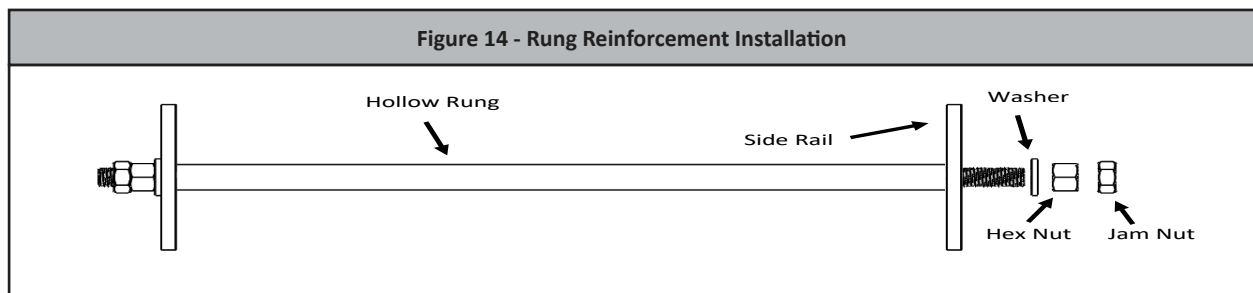 Figure 14 - Rung Reinforcement Installation
Hollow Rung
Washer
Side Rail
Hex Nut
Jam Nut